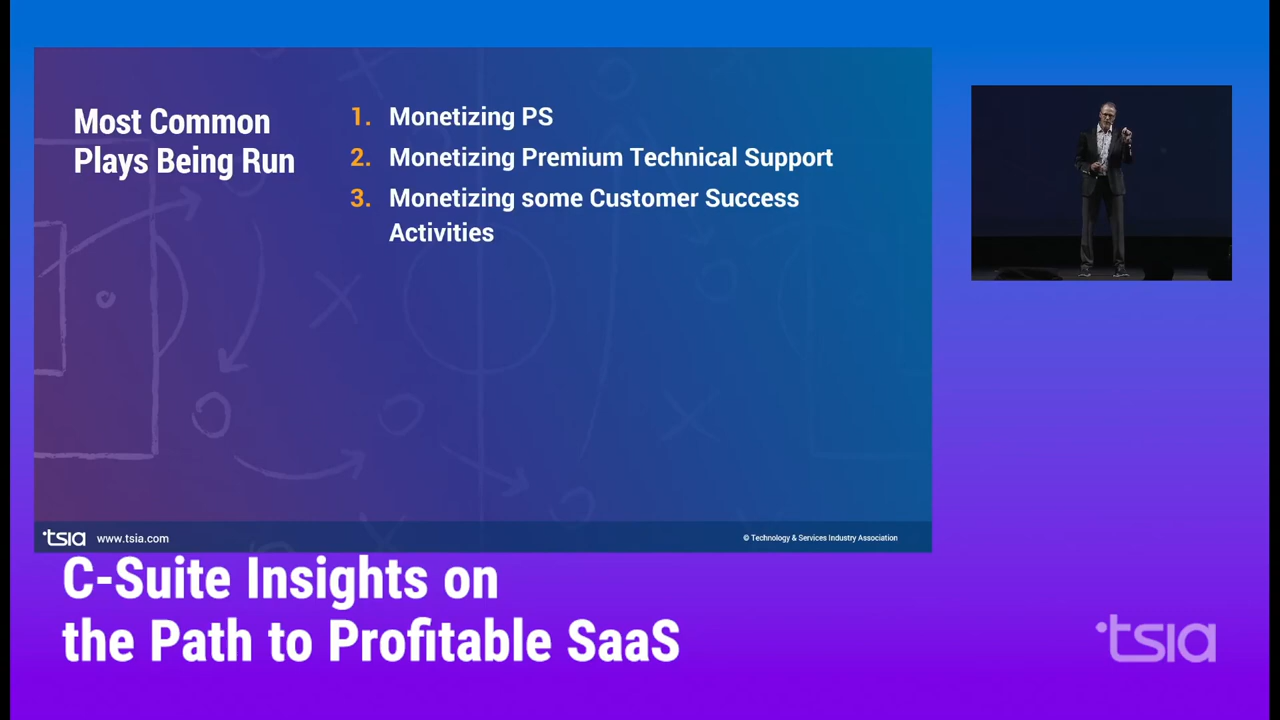 Most Common
Plays Being Run
1. Monetizing PS
2. Monetizing Premium Technical Support
3. Monetizing some Customer Success
Activities
tsia www.tsia.com
© Technology & Services Industry Association
C-Suite Insights on
the Path to Profitable SaaS
tsia